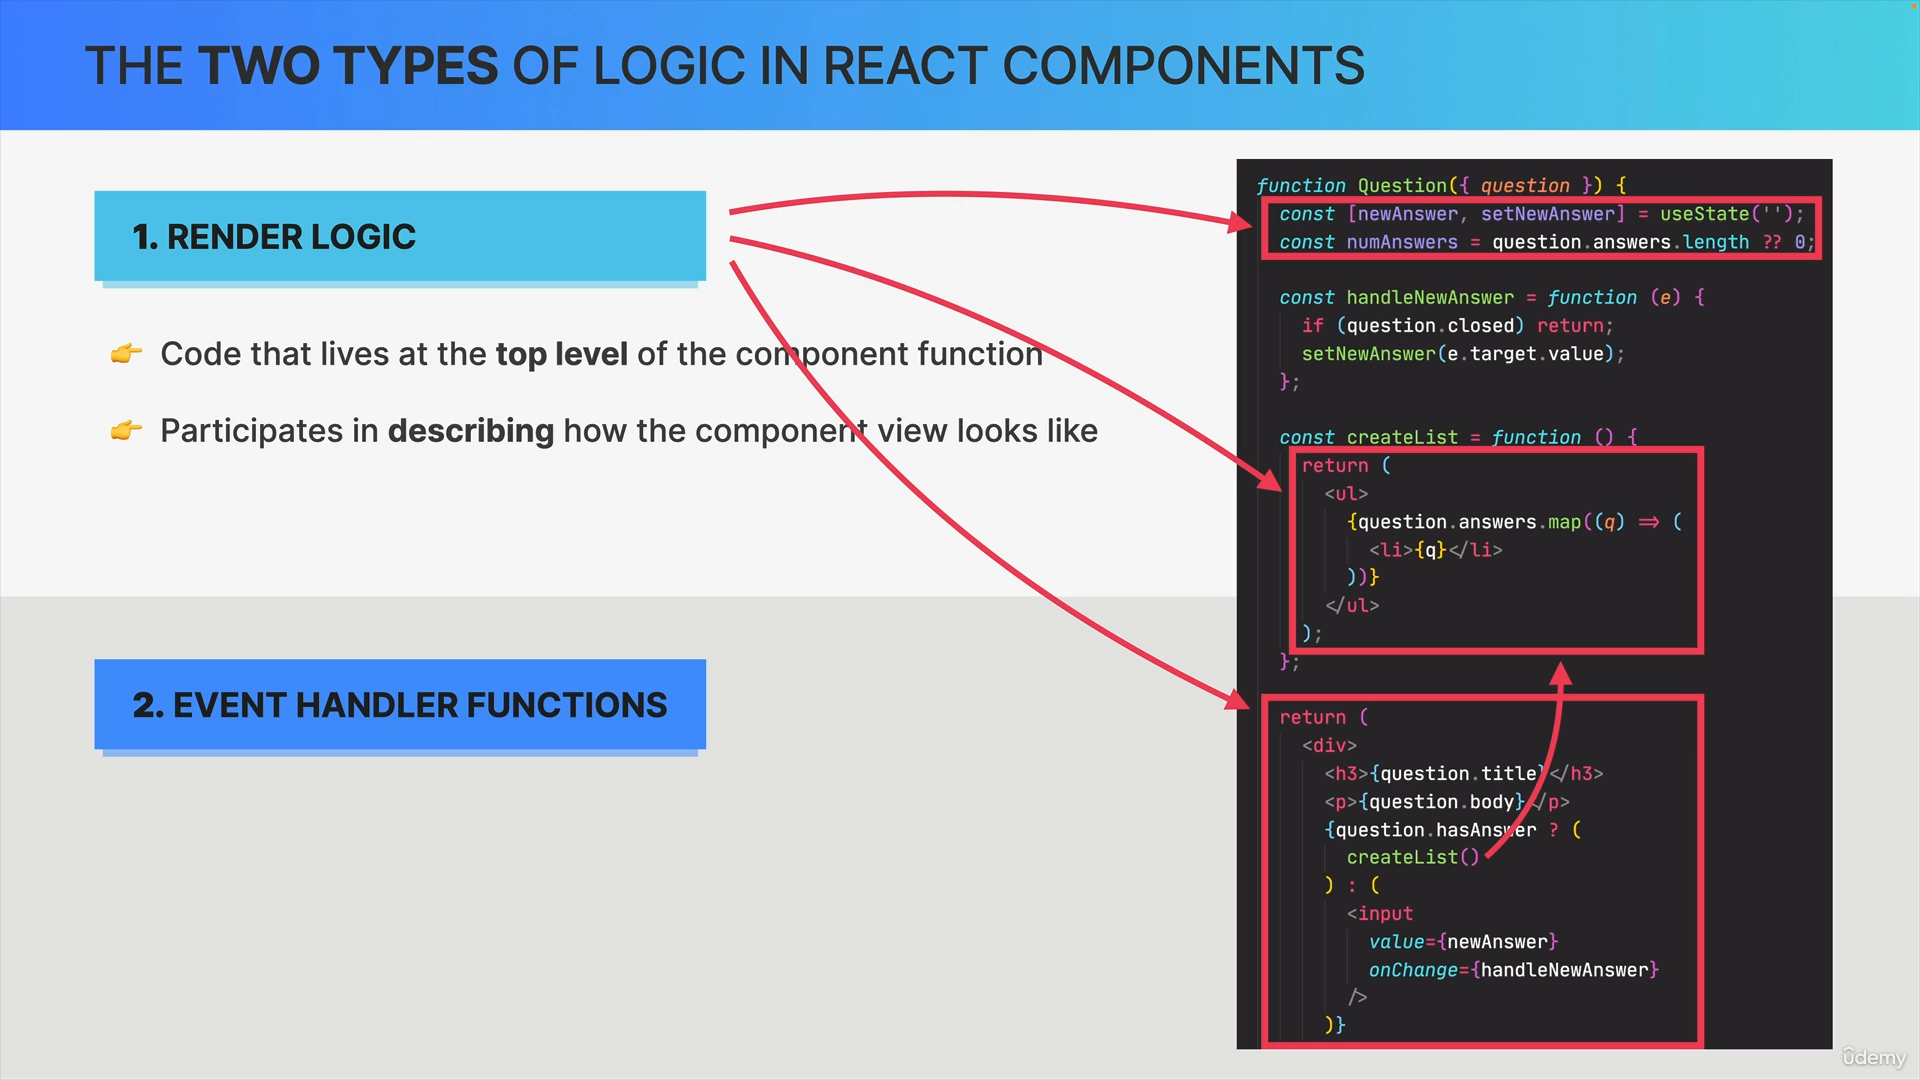 THE TWO TYPES OF LOGIC IN REACT COMPONENTS
1. RENDER LOGIC
👉 Code that lives at the top level of the component function
👉 Participates in describing how the component view looks like
2. EVENT HANDLER FUNCTIONS
function Question({ question }) {
const [newAnswer, setNewAnswer] = useState('');
const numAnswers = question.answers.length ?? 0;
const handleNewAnswer = function (e) {
if (question.closed) return;
setNewAnswer(e.target.value);
};
const createList = function () {
return (
<ul>
{question.answers.map((q) => (
<li>{q}</li>
))}
</ul>
);
};
return (
<div>
<h3>{question.title}</h3>
<p>{question.body}</p>
{question.hasAnswer ? (
createList()
) : (
<input
value={newAnswer}
onChange={handleNewAnswer}
/>
)}
ûdemy